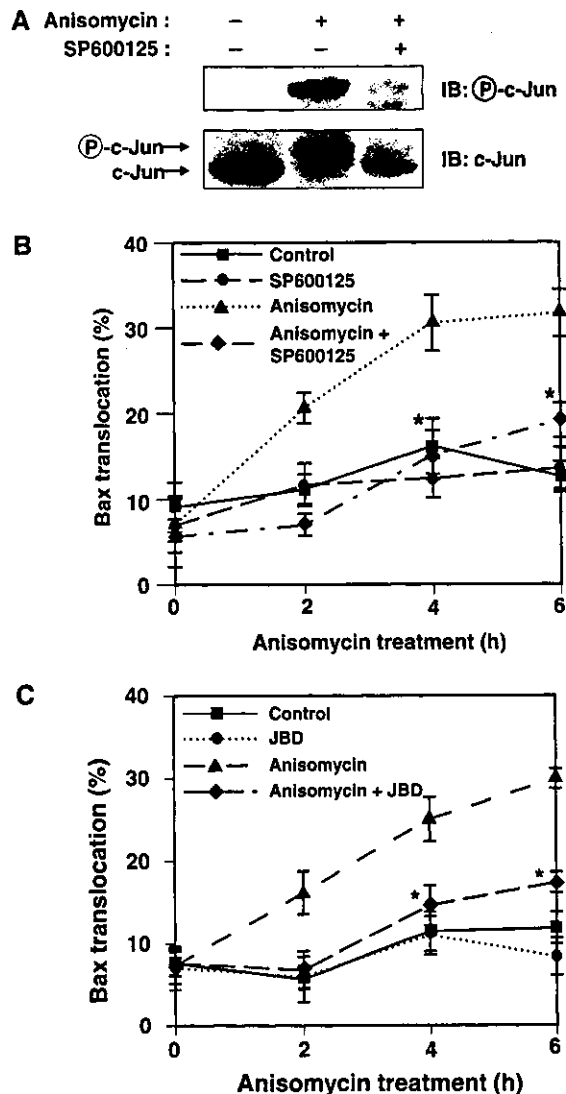 A Anisomycin : – + +
SP600125 : – – +
IB: P-c-Jun
P-c-Jun→
c-Jun→
IB: c-Jun
B
40
30
20
10
0
Bax translocation (%)
Control
SP600125
Anisomycin
Anisomycin +
SP600125
*
*
0 2 4 6
Anisomycin treatment (h)
C
40
30
20
10
0
Bax translocation (%)
Control
JBD
Anisomycin
Anisomycin + JBD
*
*
0 2 4 6
Anisomycin treatment (h)